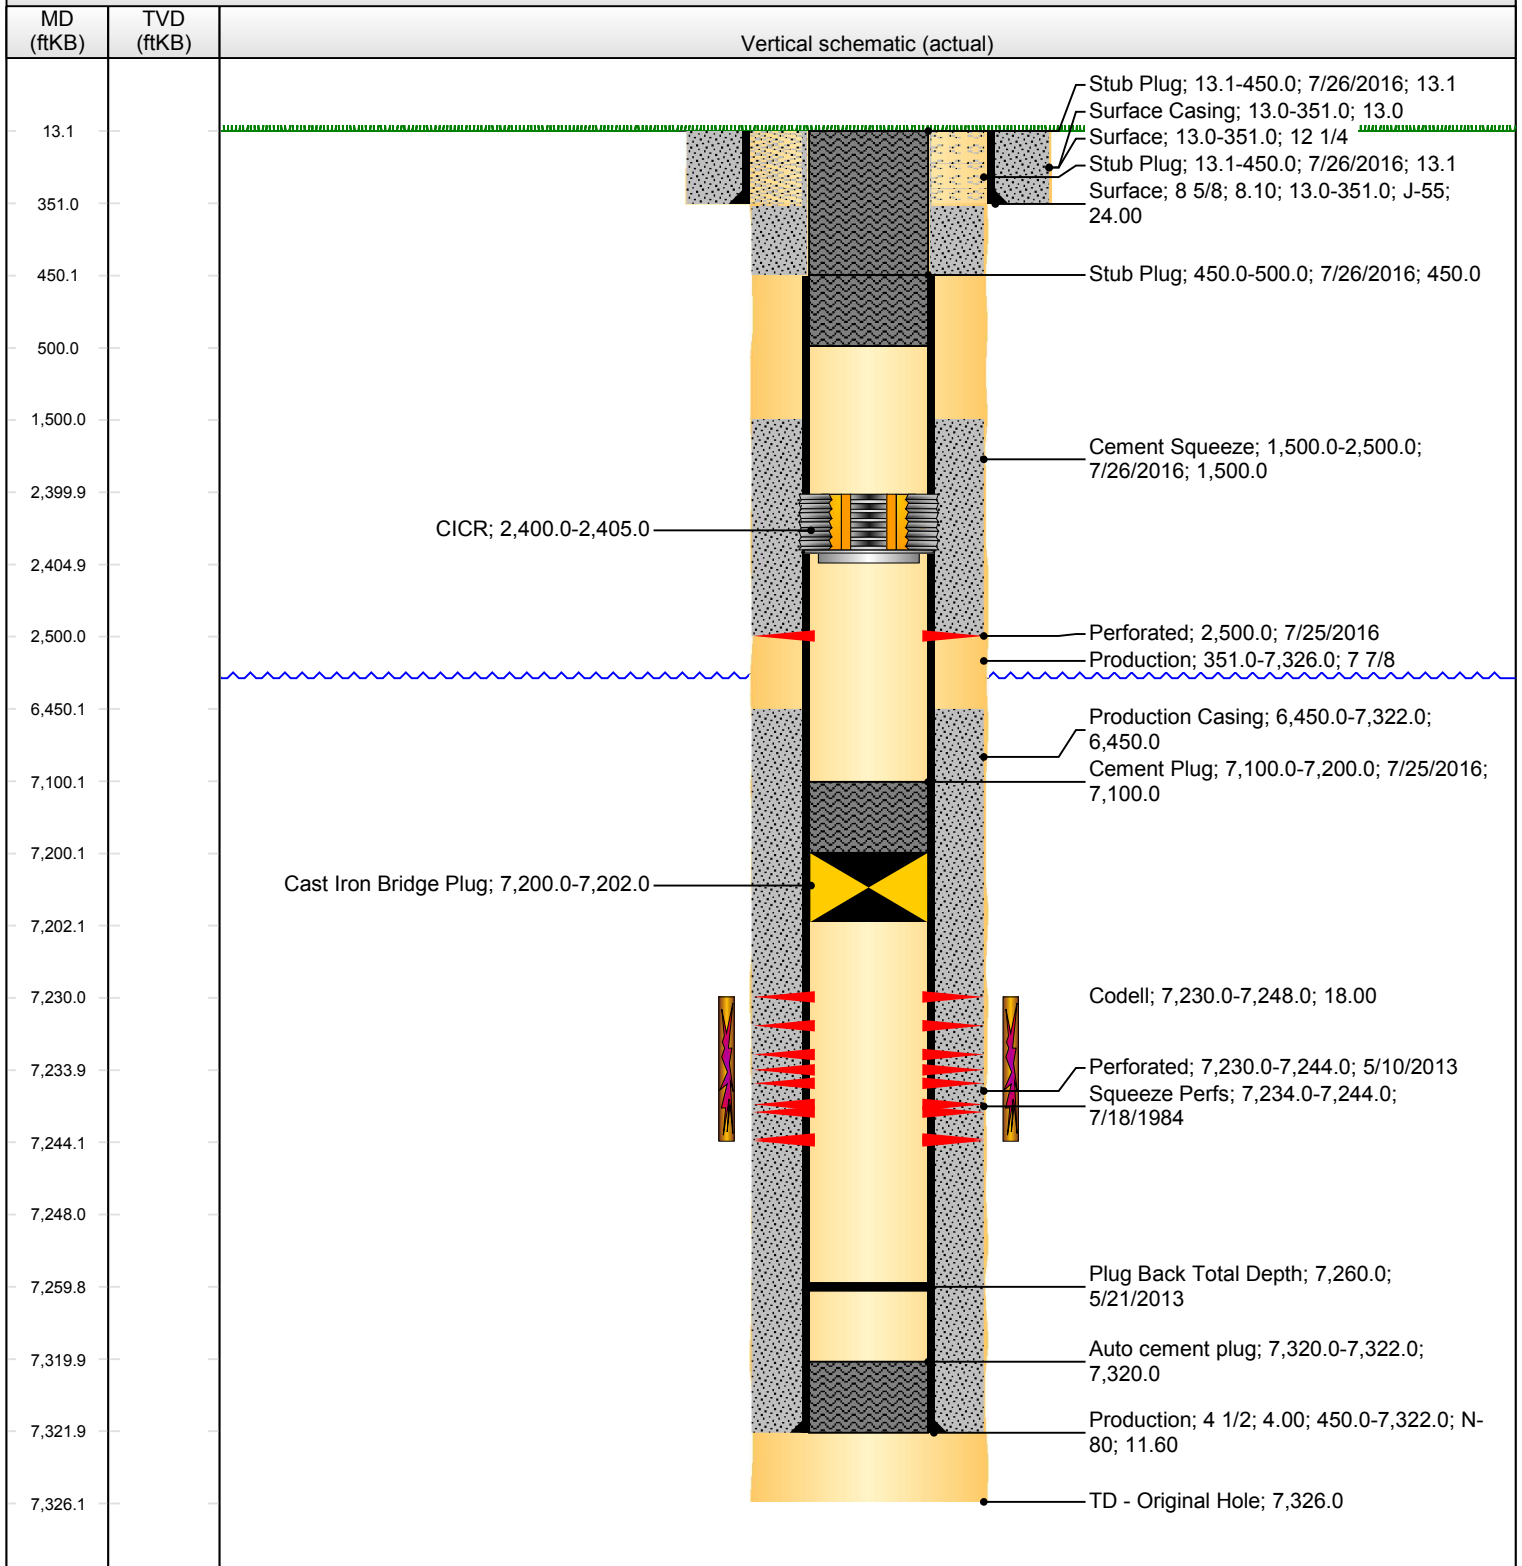 MD
(ftKB)
TVD
(ftKB)
Vertical schematic (actual)
13.1
351.0
450.1
500.0
1,500.0
2,399.9
2,404.9
2,500.0
6,450.1
7,100.1
7,200.1
7,202.1
7,230.0
7,233.9
7,244.1
7,248.0
7,259.8
7,319.9
7,321.9
7,326.1
CICR; 2,400.0-2,405.0
Cast Iron Bridge Plug; 7,200.0-7,202.0
Stub Plug; 13.1-450.0; 7/26/2016; 13.1
Surface Casing; 13.0-351.0; 13.0
Surface; 13.0-351.0; 12 1/4
Stub Plug; 13.1-450.0; 7/26/2016; 13.1
Surface; 8 5/8; 8.10; 13.0-351.0; J-55;
24.00
Stub Plug; 450.0-500.0; 7/26/2016; 450.0
Cement Squeeze; 1,500.0-2,500.0;
7/26/2016; 1,500.0
Perforated; 2,500.0; 7/25/2016
Production; 351.0-7,326.0; 7 7/8
Production Casing; 6,450.0-7,322.0;
6,450.0
Cement Plug; 7,100.0-7,200.0; 7/25/2016;
7,100.0
Codell; 7,230.0-7,248.0; 18.00
Perforated; 7,230.0-7,244.0; 5/10/2013
Squeeze Perfs; 7,234.0-7,244.0;
7/18/1984
Plug Back Total Depth; 7,260.0;
5/21/2013
Auto cement plug; 7,320.0-7,322.0;
7,320.0
Production; 4 1/2; 4.00; 450.0-7,322.0; N-
80; 11.60
TD - Original Hole; 7,326.0